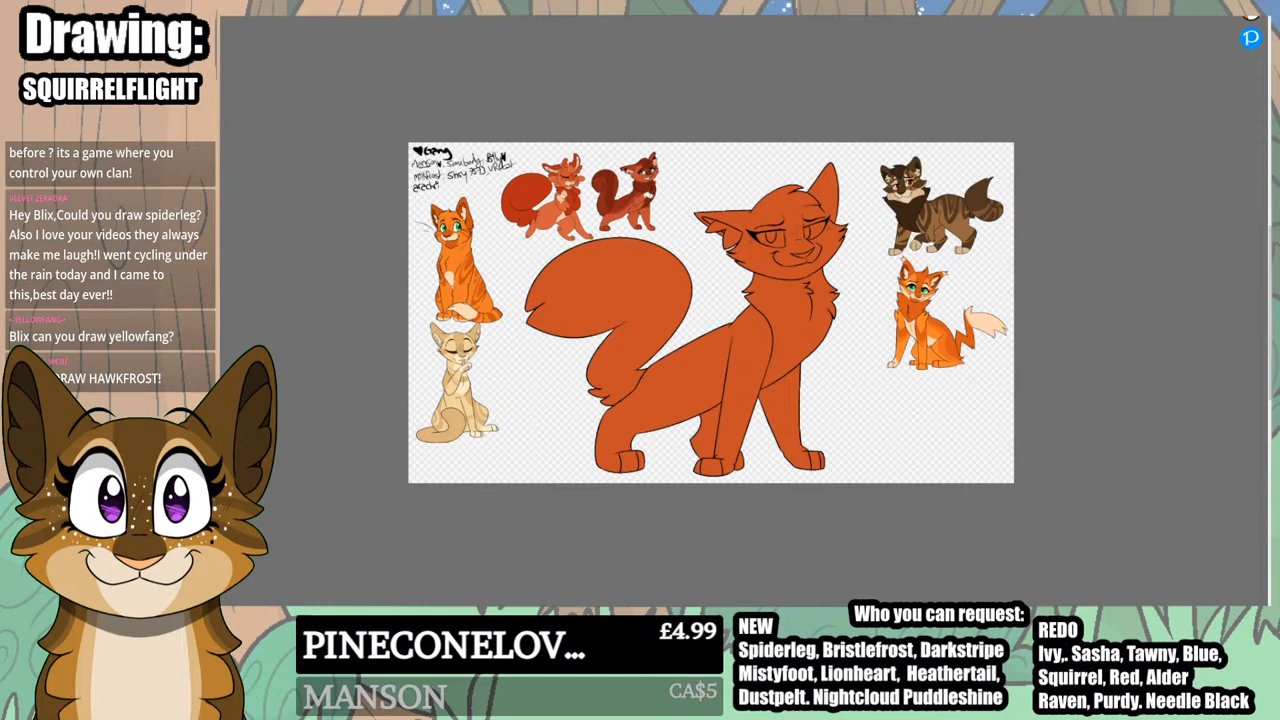 Drawing:
SQUIRRELFLIGHT
before ? its a game where you
control your own clan!
VELVET ZERAORA
Hey Blix,Could you draw spiderleg?
Also I love your videos they always
make me laugh!I went cycling under
the rain today and I came to
this,best day ever!!
~YELLOWFANG~
Blix can you draw yellowfang?
RAW HAWKFROST!
PINECONELOV... £4.99
MANSON CA$5
Who you can request:
NEW
Spiderleg, Bristlefrost, Darkstripe
Mistyfoot, Lionheart, Heathertail,
Dustpelt. Nightcloud Puddleshine
REDO
Ivy,. Sasha, Tawny, Blue,
Squirrel, Red, Alder
Raven, Purdy. Needle Black